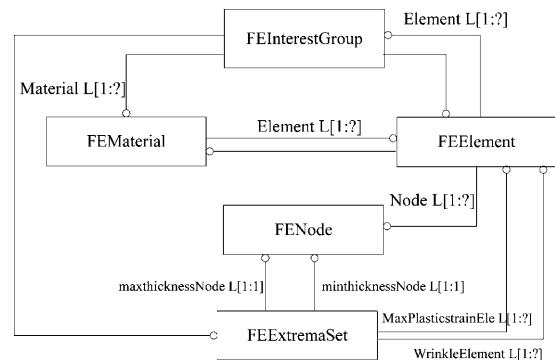 Element L[1:?]
FEInterestGroup
Material L[1:?]
Element L[1:?]
FEMaterial
FEElement
Node L[1:?]
FENode
maxthicknessNode L[1:1]
minthicknessNode L[1:1]
MaxPlasticstrainEle L[1:?]
FEExtremaSet
WrinkleElement L[1:?]